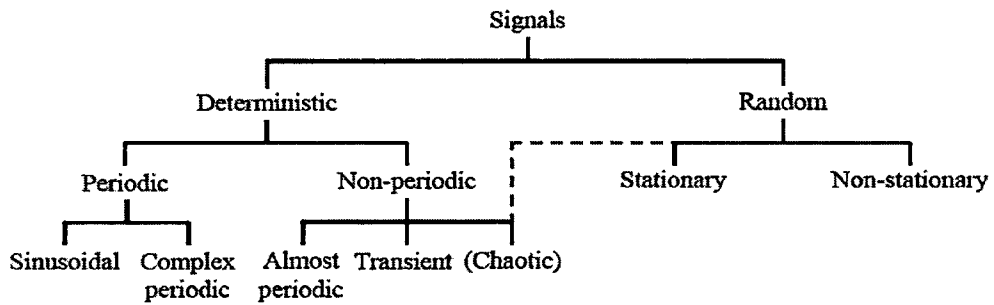 Signals
Deterministic
Random
Periodic
Non-periodic
Stationary
Non-stationary
Sinusoidal
Complex
periodic
Almost
periodic
Transient
(Chaotic)